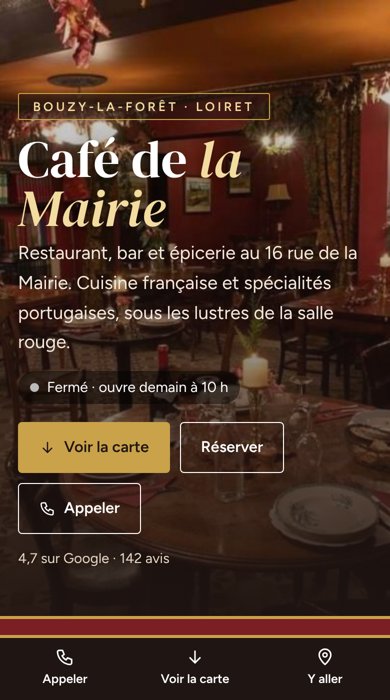 BOUZY-LA-FORÊT · LOIRET
Café de la
Mairie
Restaurant, bar et épicerie au 16 rue de la
Mairie. Cuisine française et spécialités
portugaises, sous les lustres de la salle
rouge.
Fermé · ouvre demain à 10 h
Voir la carte
Réserver
Appeler
4,7 sur Google · 142 avis
Appeler
Voir la carte
Y aller